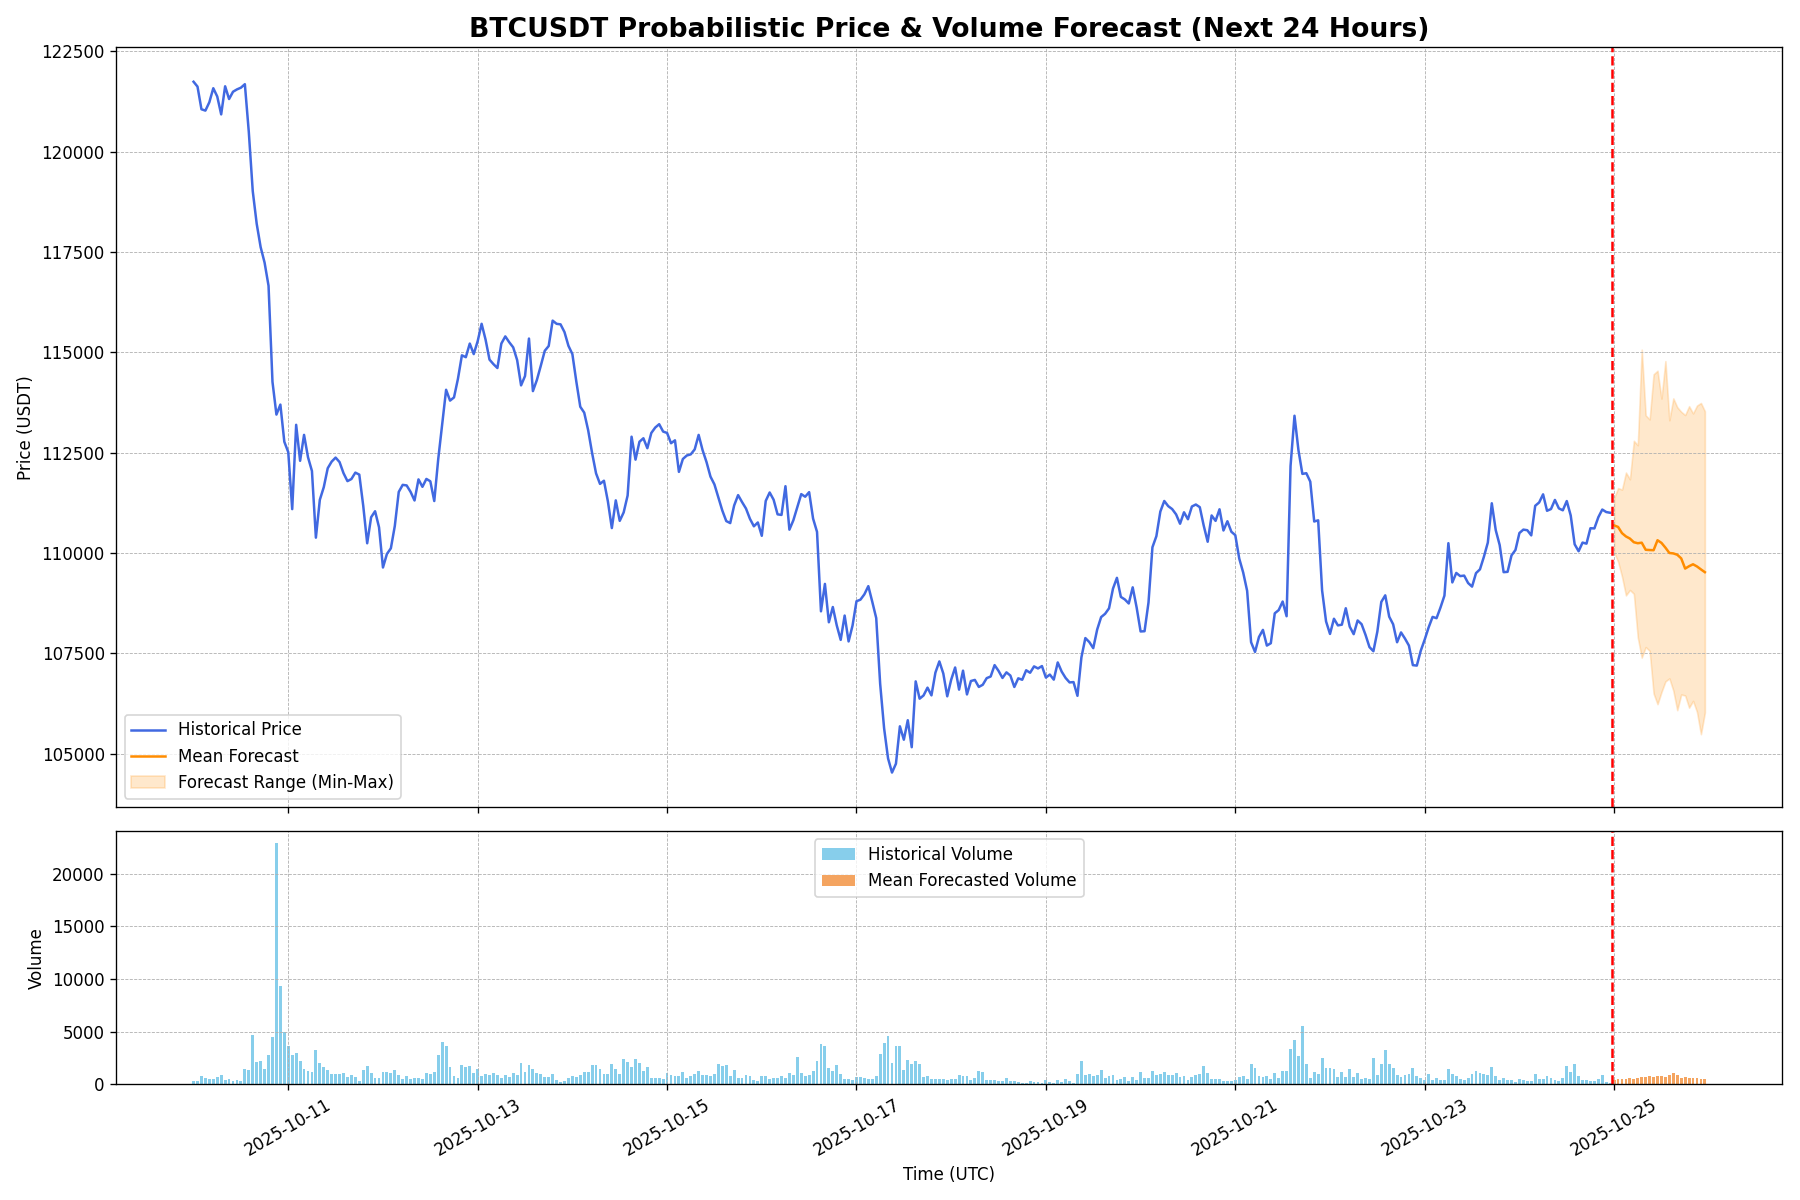 BTCUSDT Probabilistic Price & Volume Forecast (Next 24 Hours)
Price (USDT)
122500
120000
117500
115000
112500
110000
107500
105000
Historical Price
Mean Forecast
Forecast Range (Min-Max)
Volume
20000
15000
10000
5000
0
Historical Volume
Mean Forecasted Volume
2025-10-11
2025-10-13
2025-10-15
2025-10-17
2025-10-19
2025-10-21
2025-10-23
2025-10-25
Time (UTC)